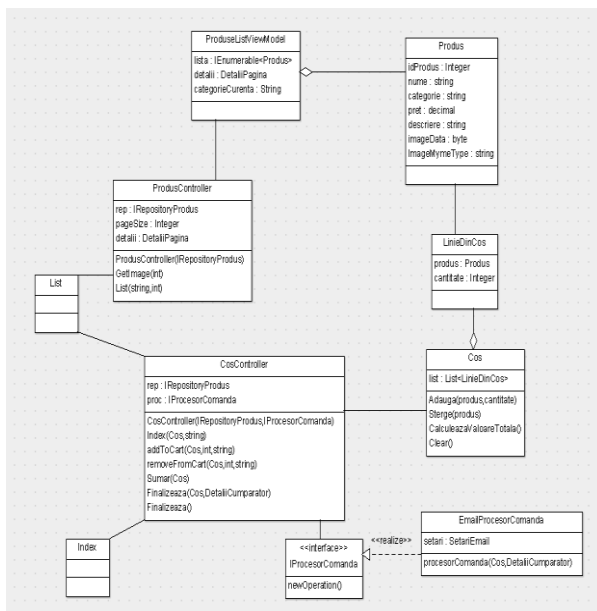 ProduseListViewModel
lista : IEnumerable<Produs>
detalii : DetaliiPagina
categorieCurenta : String
Produs
idProdus : Integer
nume : string
categorie : string
pret : decimal
descriere : string
imageData : byte
ImageMymeType : string
ProdusController
rep : IRepositoryProdus
pageSize : Integer
detalii : DetaliiPagina
ProdusController(IRepositoryProdus)
GetImage(int)
List(string,int)
LinieDinCos
produs : Produs
cantitate : Integer
List
CosController
rep : IRepositoryProdus
proc : IProcesorComanda
CosController(IRepositoryProdus,IProcesorComanda)
Index(Cos,string)
addToCart(Cos,int,string)
removeFromCart(Cos,int,string)
Sumar(Cos)
Finalizeaza(Cos,DetaliiCumparator)
Finalizeaza()
Cos
list : List<LinieDinCos>
Adauga(produs,cantitate)
Sterge(produs)
CalculeazaValoareTotala()
Clear()
Index
<<interface>>
IProcesorComanda
newOperation()
<<realize>>
EmailProcesorComanda
setari : SetariEmail
procesorComanda(Cos,DetaliiCumparator)